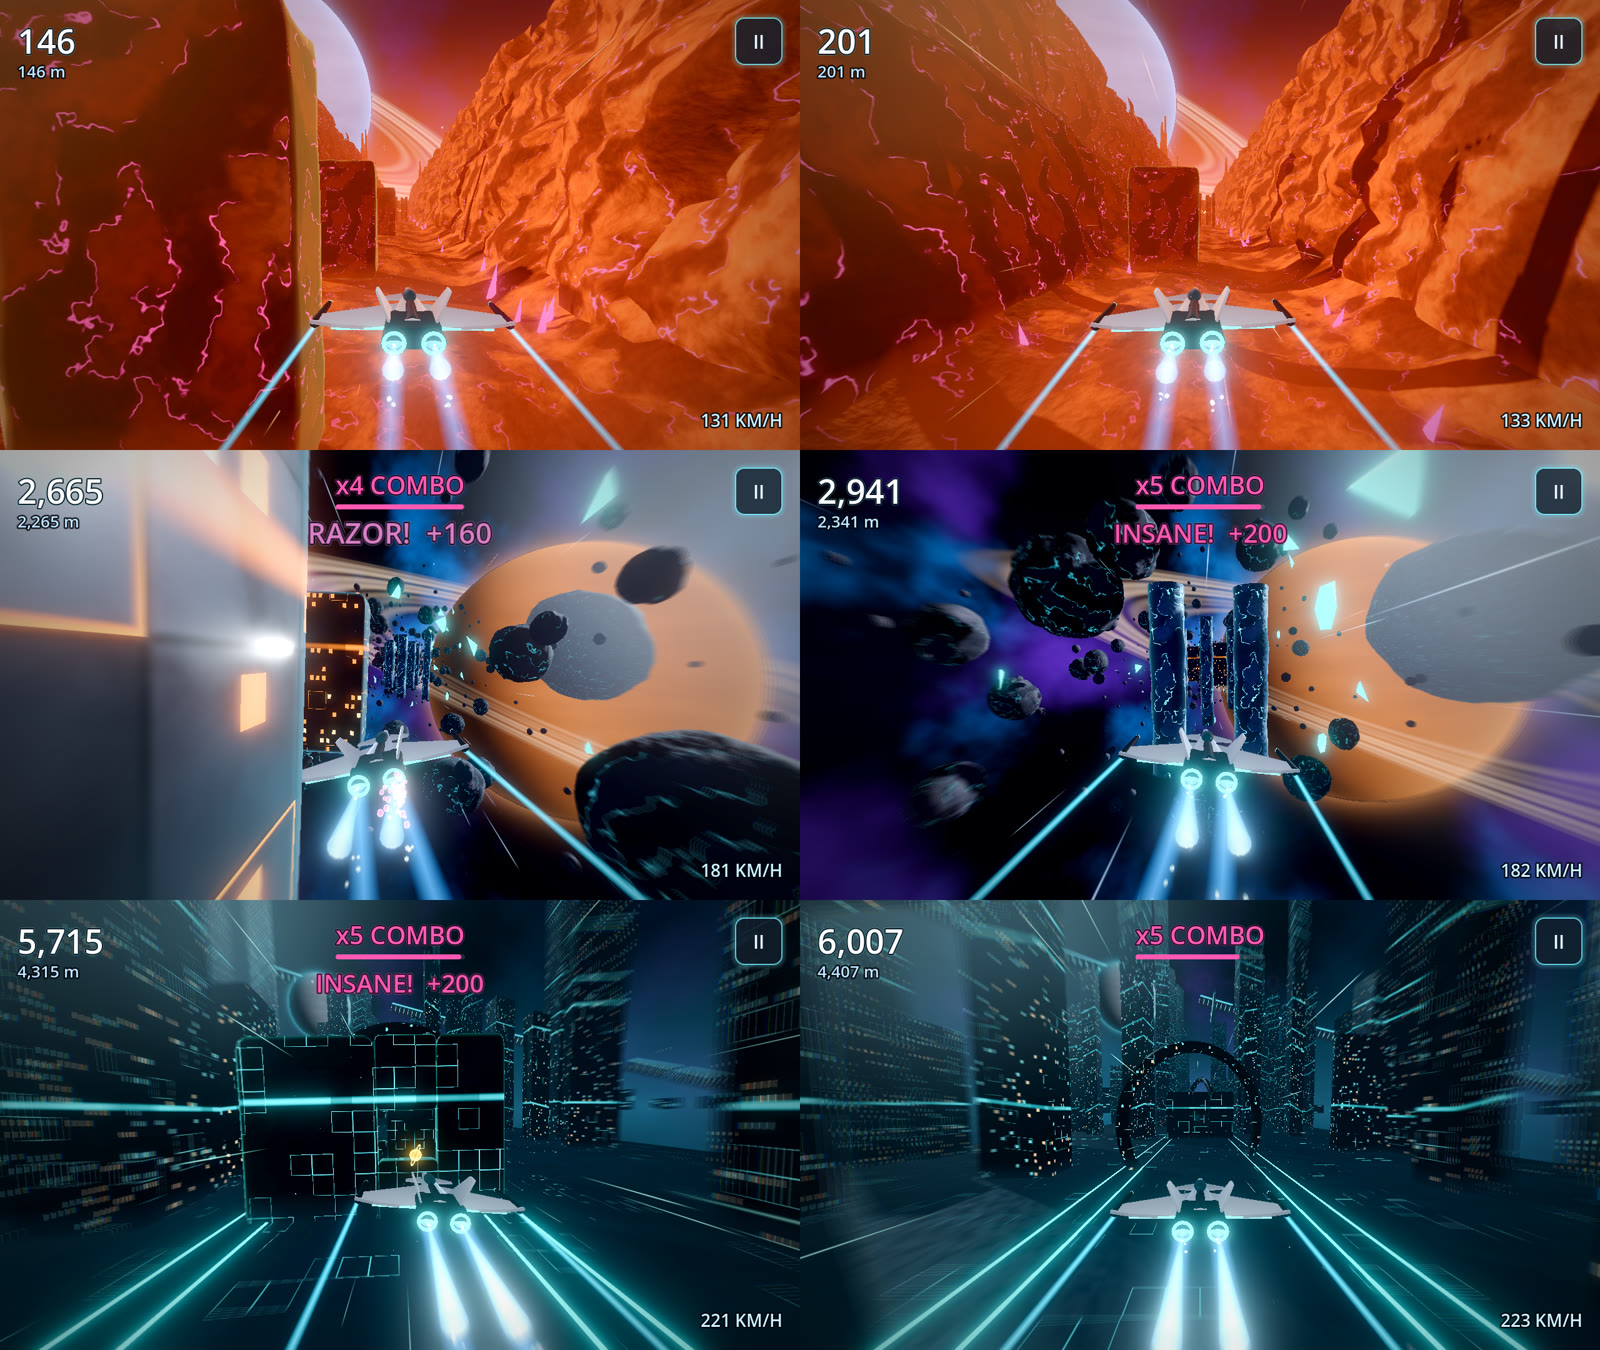 146
146 m
131 KM/H
201
201 m
133 KM/H
2,665
2,265 m
x4 COMBO
RAZOR! +160
181 KM/H
2,941
2,341 m
x5 COMBO
INSANE! +200
182 KM/H
5,715
4,315 m
x5 COMBO
INSANE! +200
221 KM/H
6,007
4,407 m
x5 COMBO
223 KM/H